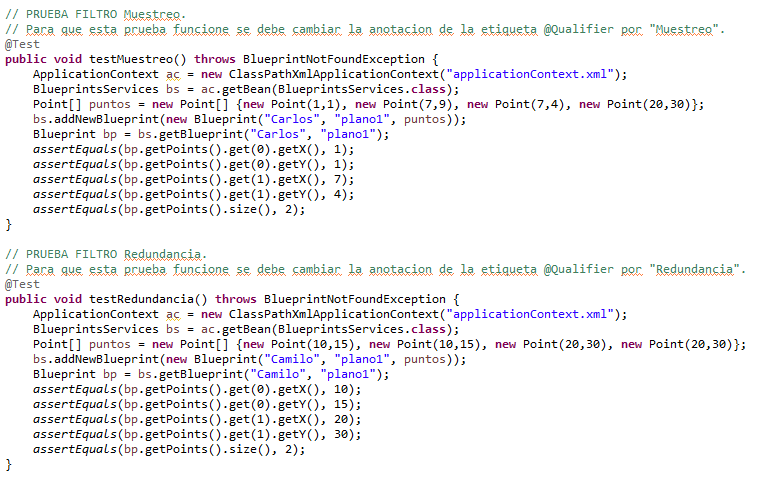 // PRUEBA FILTRO Muestreo.
// Para que esta prueba funcione se debe cambiar la anotacion de la etiqueta @Qualifier por "Muestreo".
@Test
public void testMuestreo() throws BlueprintNotFoundException {
    ApplicationContext ac = new ClassPathXmlApplicationContext("applicationContext.xml");
    BlueprintsServices bs = ac.getBean(BlueprintsServices.class);
    Point[] puntos = new Point[] {new Point(1,1), new Point(7,9), new Point(7,4), new Point(20,30)};
    bs.addNewBlueprint(new Blueprint("Carlos", "plano1", puntos));
    Blueprint bp = bs.getBlueprint("Carlos", "plano1");
    assertEquals(bp.getPoints().get(0).getX(), 1);
    assertEquals(bp.getPoints().get(0).getY(), 1);
    assertEquals(bp.getPoints().get(1).getX(), 7);
    assertEquals(bp.getPoints().get(1).getY(), 4);
    assertEquals(bp.getPoints().size(), 2);
}
// PRUEBA FILTRO Redundancia.
// Para que esta prueba funcione se debe cambiar la anotacion de la etiqueta @Qualifier por "Redundancia".
@Test
public void testRedundancia() throws BlueprintNotFoundException {
    ApplicationContext ac = new ClassPathXmlApplicationContext("applicationContext.xml");
    BlueprintsServices bs = ac.getBean(BlueprintsServices.class);
    Point[] puntos = new Point[] {new Point(10,15), new Point(10,15), new Point(20,30), new Point(20,30)};
    bs.addNewBlueprint(new Blueprint("Camilo", "plano1", puntos));
    Blueprint bp = bs.getBlueprint("Camilo", "plano1");
    assertEquals(bp.getPoints().get(0).getX(), 10);
    assertEquals(bp.getPoints().get(0).getY(), 15);
    assertEquals(bp.getPoints().get(1).getX(), 20);
    assertEquals(bp.getPoints().get(1).getY(), 30);
    assertEquals(bp.getPoints().size(), 2);
}